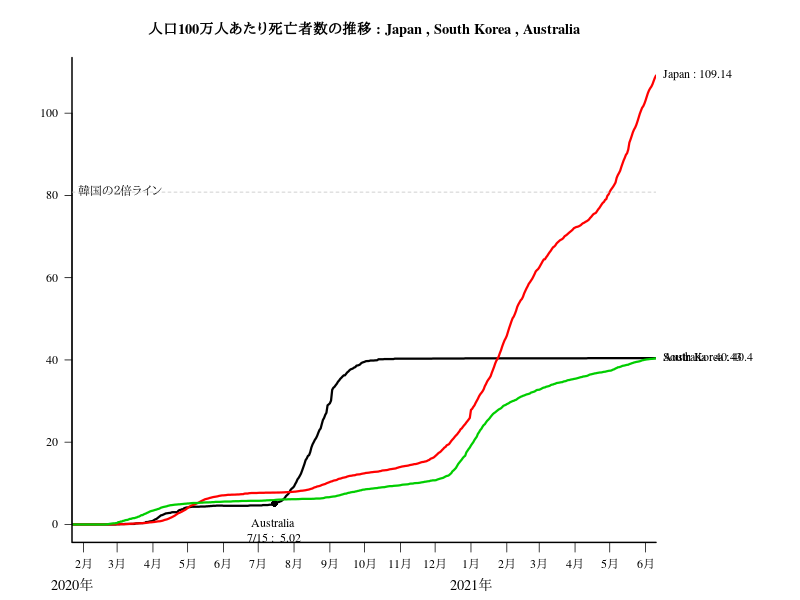 人口100万人あたり死亡者数の推移 : Japan , South Korea , Australia
Japan : 109.14
100
韓国の2倍ライン
80
60
40
20
0
Australia
7/15 : 5.02
2月 3月 4月 5月 6月 7月 8月 9月 10月 11月 12月 1月 2月 3月 4月 5月 6月
2020年 2021年